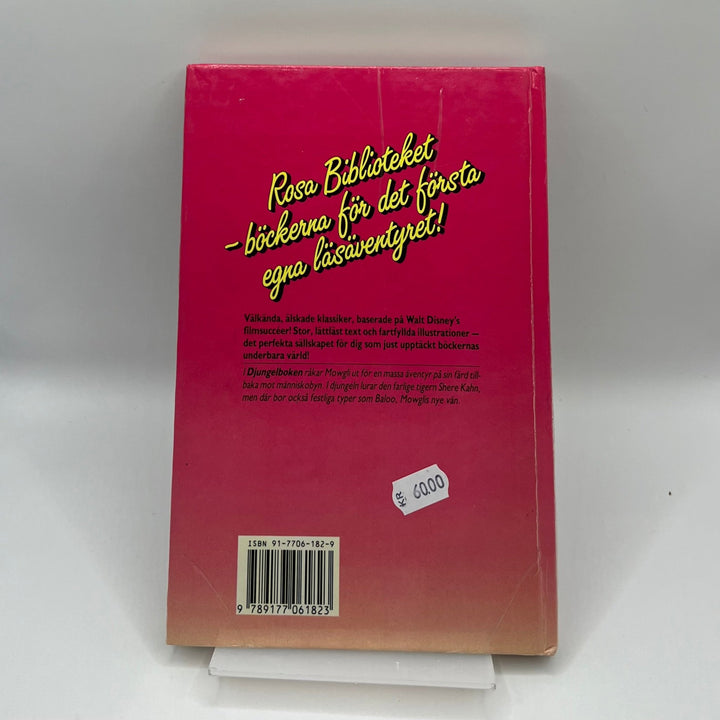 Rosa Biblioteket
– böckerna för det första
egna läsäventyret!
Välkända, älskade klassiker, baserade på Walt Disney's
filmsuccéer! Stor, lättläst text och fartfyllda illustrationer —
det perfekta sällskapet för dig som just upptäckt böckernas
underbara värld!
I Djungelboken råkar Mowgli ut för en massa äventyr på sin färd till-
baka mot människobyn. I djungeln lurar den farlige tigern Shere Kahn,
men där bor också festliga typer som Baloo, Mowglis nye vän.
KR 60.00
ISBN 91-7706-182-9
9 789177 061823